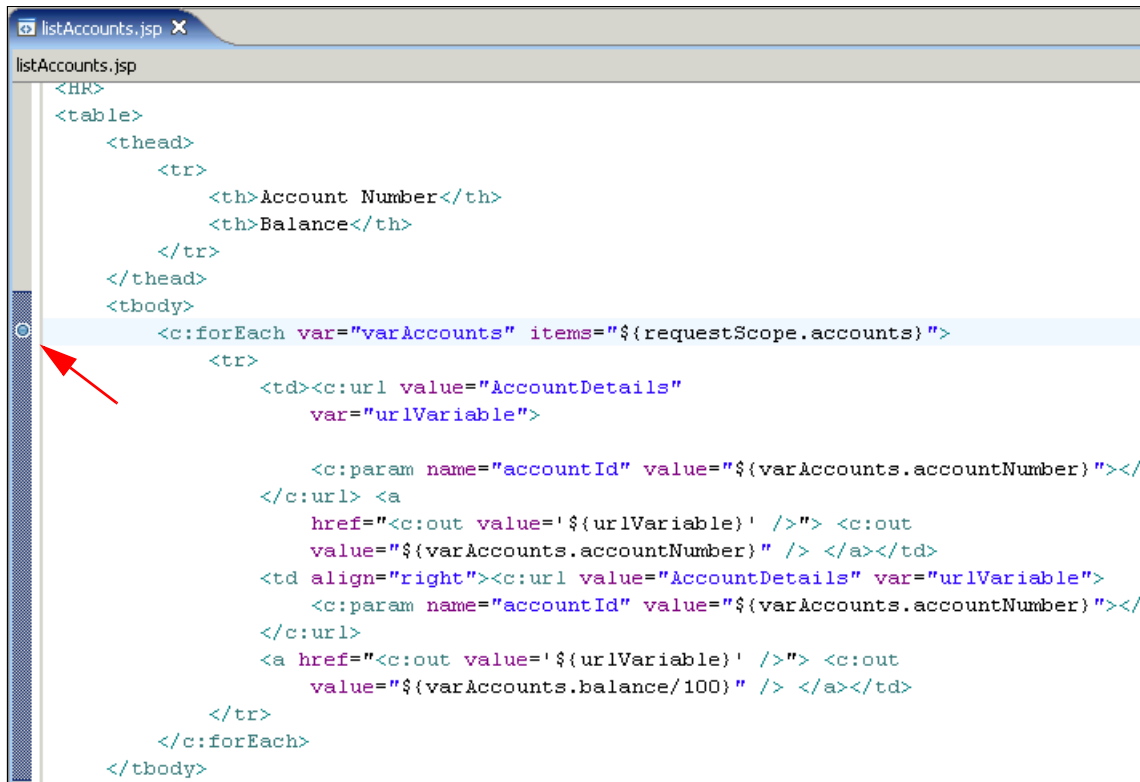 listAccounts.jsp
listAccounts.jsp
<HR>
<table>
    <thead>
        <tr>
            <th>Account Number</th>
            <th>Balance</th>
        </tr>
    </thead>
    <tbody>
        <c:forEach var="varAccounts" items="${requestScope.accounts}">
            <tr>
                <td><c:url value="AccountDetails"
                    var="urlVariable">
                    <c:param name="accountId" value="${varAccounts.accountNumber}"></
                </c:url> <a
                    href="<c:out value='${urlVariable}' />"> <c:out
                    value="${varAccounts.accountNumber}" /> </a></td>
                <td align="right"><c:url value="AccountDetails" var="urlVariable">
                    <c:param name="accountId" value="${varAccounts.accountNumber}"></
                </c:url>
                <a href="<c:out value='${urlVariable}' />"> <c:out
                    value="${varAccounts.balance/100}" /> </a></td>
            </tr>
        </c:forEach>
    </tbody>